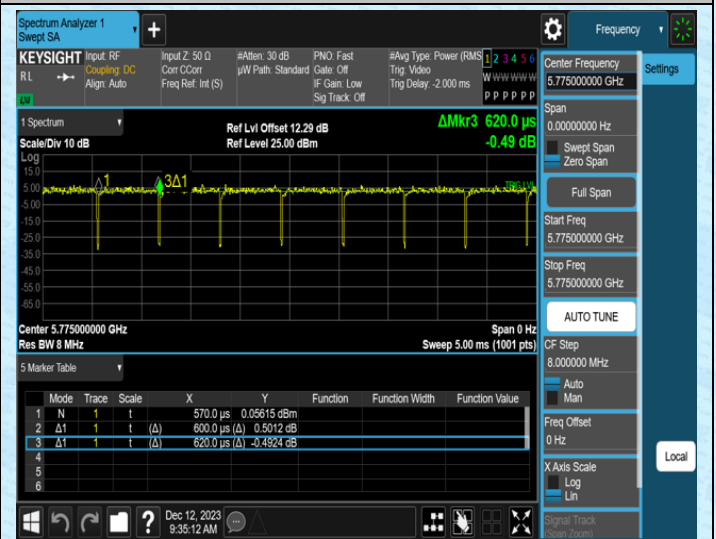 Spectrum Analyzer 1
Swept SA
Frequency
KEYSIGHT
Input: RF
Coupling: DC
Align: Auto
Input Z: 50 Ω
Corr CCorr
Freq Ref: Int (S)
#Atten: 30 dB
µW Path: Standard
PNO: Fast
Gate: Off
IF Gain: Low
Sig Track: Off
#Avg Type: Power (RMS
Trig: Video
Trig Delay: -2.000 ms
1 2 3 4 5 6
W W W W W W
P P P P P P
R L
LXI
Settings
Center Frequency
5.775000000 GHz
Span
0.00000000 Hz
Swept Span
Zero Span
Full Span
Start Freq
5.775000000 GHz
Stop Freq
5.775000000 GHz
AUTO TUNE
CF Step
8.000000 MHz
Auto
Man
Freq Offset
0 Hz
X Axis Scale
Log
Lin
Signal Track
(Span Zoom)
Local
1 Spectrum
Scale/Div 10 dB
Ref Lvl Offset 12.29 dB
Ref Level 25.00 dBm
ΔMkr3 620.0 µs
-0.49 dB
Log
15.0
5.00
-5.00
-15.0
-25.0
-35.0
-45.0
-55.0
-65.0
1
3Δ1
TRIG LVL
Center 5.775000000 GHz
Res BW 8 MHz
Span 0 Hz
Sweep 5.00 ms (1001 pts)
5 Marker Table
Mode Trace Scale X Y Function Function Width Function Value
1 N 1 t 570.0 µs 0.05615 dBm
2 Δ1 1 t (Δ) 600.0 µs (Δ) 0.5012 dB
3 Δ1 1 t (Δ) 620.0 µs (Δ) -0.4924 dB
4
5
6
?
Dec 12, 2023
9:35:12 AM